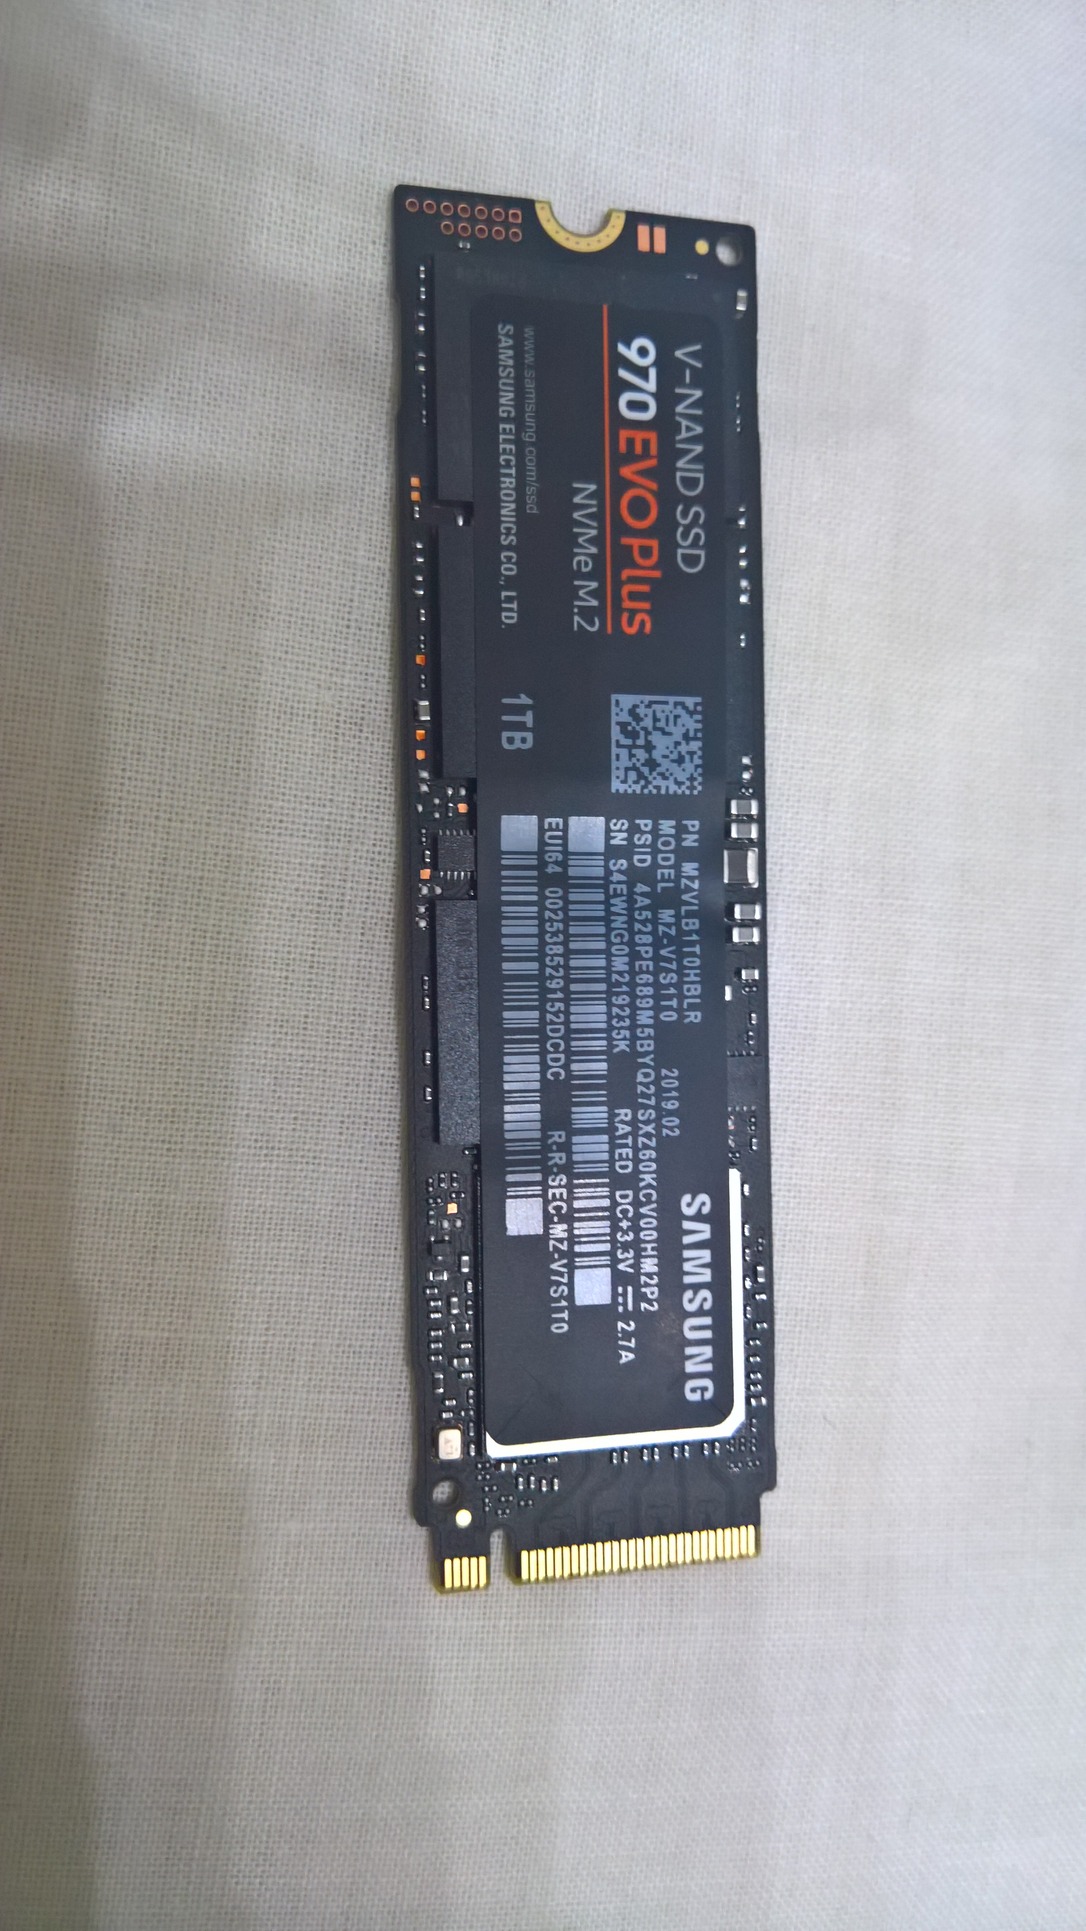 V-NAND SSD
970 EVO Plus
NVMe M.2
www.samsung.com/ssd
SAMSUNG ELECTRONICS CO., LTD.
1TB
SAMSUNG
PN MZVLB1T0HBLR
MODEL MZ-V7S1T0 2019.02
PSID 4A528PE689M5BYQ27SXZ60KCV00HM2P2
SN S4EWNG0M219235K RATED DC+3.3V ⎓ 2.7A
EUI64 002538529152DCDC R-R-SEC-MZ-V7S1T0